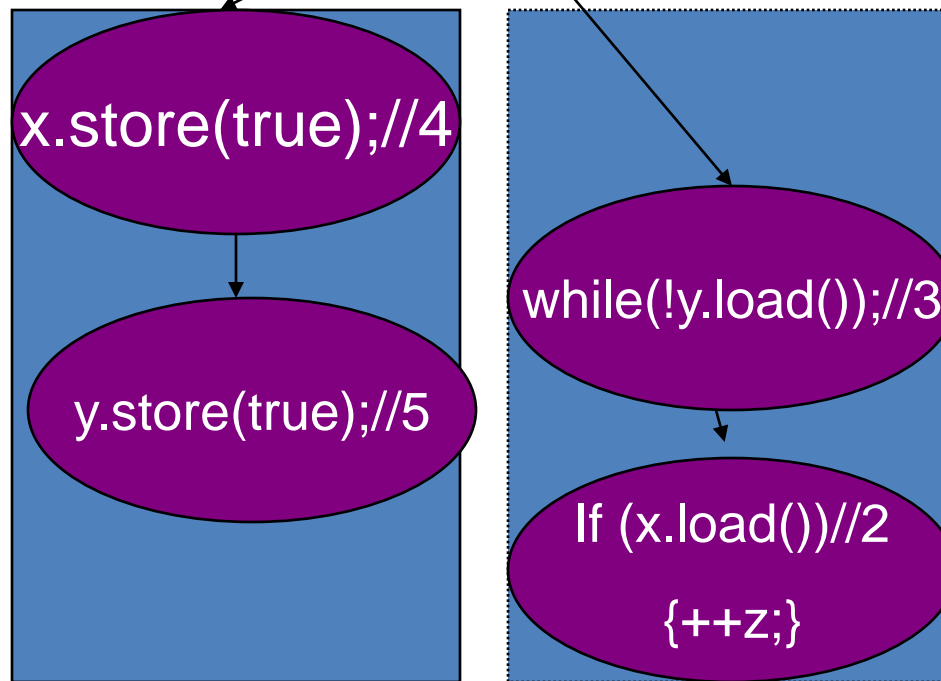 x.store(true);//4
y.store(true);//5
while(!y.load());//3
If (x.load())//2
{++z;}